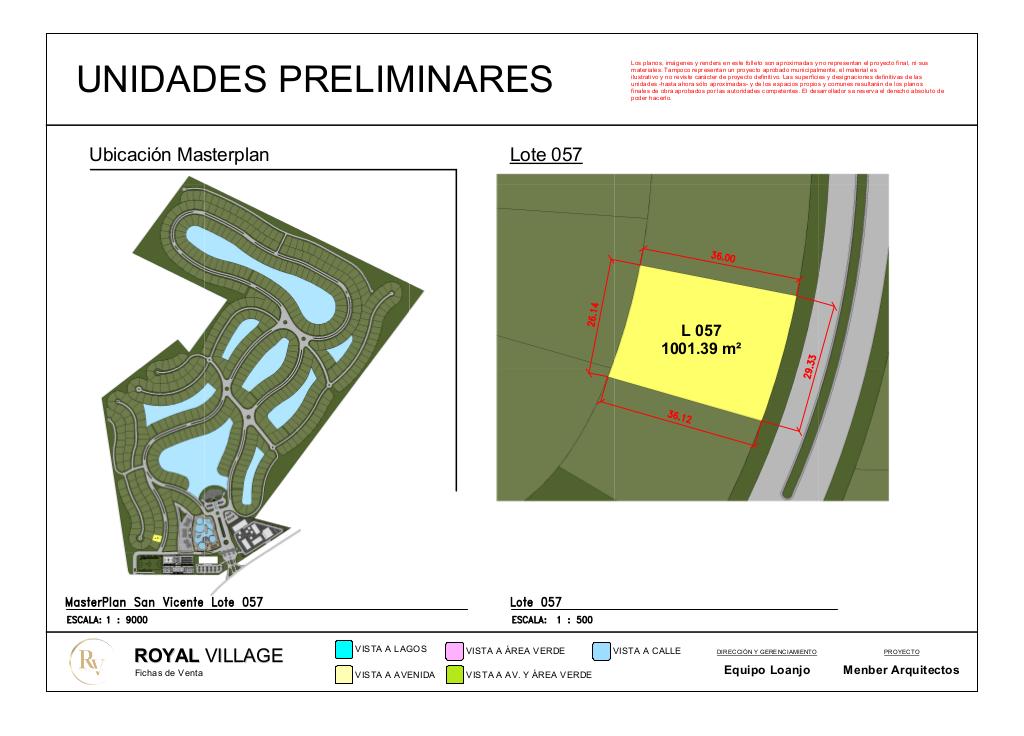 UNIDADES PRELIMINARES
Los planos, imágenes y renders en este folleto son aproximadas y no representan el proyecto final, ni sus
materiales. Tampoco representan un proyecto aprobado municipalmente, el material es
ilustrativo y no reviste carácter de proyecto definitivo. Las superficies y designaciones definitivas de las
unidades -hasta ahora sólo aproximadas- y de los espacios propios y comunes resultarán de los planos
finales de obra aprobados por las autoridades competentes. El desarrollador se reserva el derecho absoluto de
poder hacerlo.
Ubicación Masterplan
Lote 057
36.00
26.14
L 057
1001.39 m²
29.33
36.12
MasterPlan San Vicente Lote 057
ESCALA: 1 : 9000
Lote 057
ESCALA: 1 : 500
RV
ROYAL VILLAGE
Fichas de Venta
VISTA A LAGOS
VISTA A ÁREA VERDE
VISTA A CALLE
VISTA A AVENIDA
VISTA A AV. Y ÁREA VERDE
DIRECCIÓN Y GERENCIAMIENTO
Equipo Loanjo
PROYECTO
Menber Arquitectos